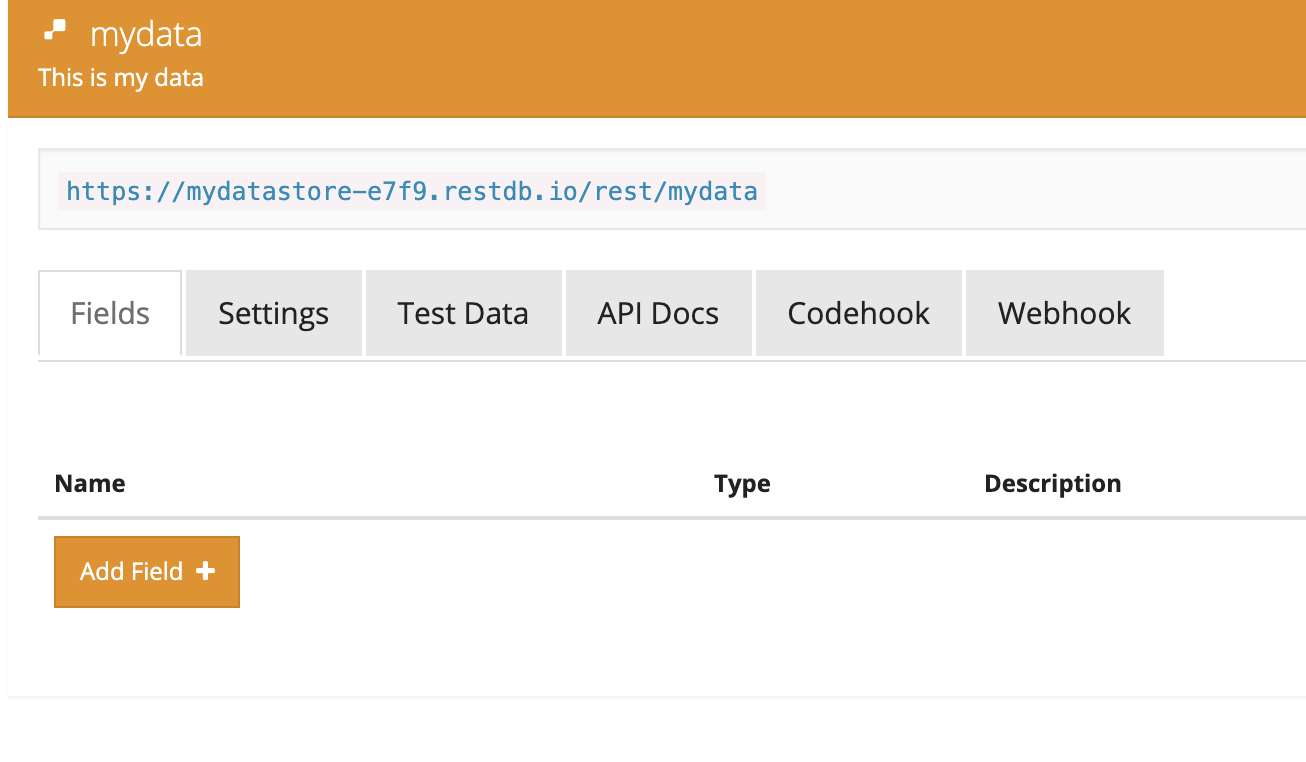 mydata
This is my data
https://mydatastore-e7f9.restdb.io/rest/mydata
Fields Settings Test Data API Docs Codehook Webhook
Name Type Description
Add Field